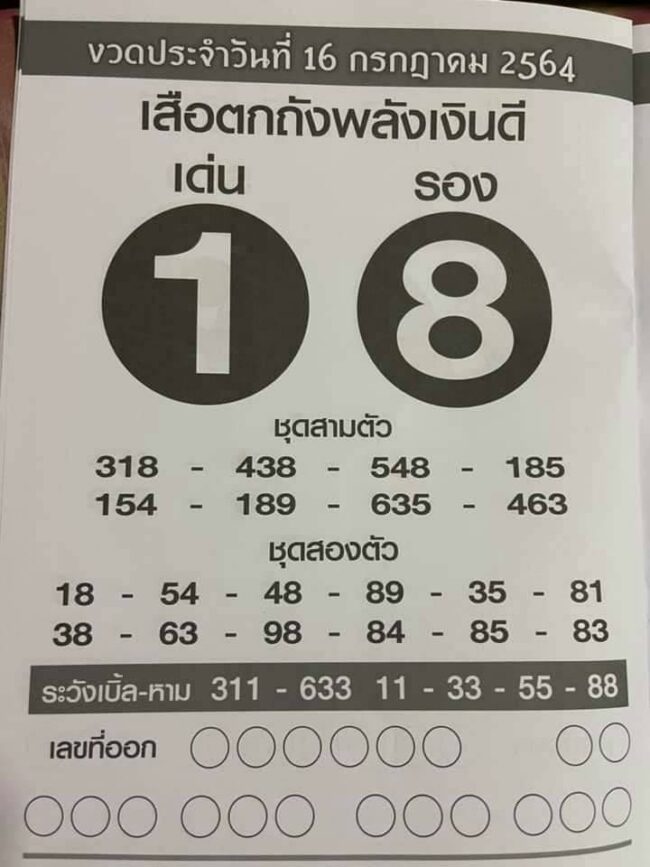 งวดประจำวันที่ 16 กรกฎาคม 2564
เสือตกถังพลังเงินดี
เด่น รอง
1 8
ชุดสามตัว
318 - 438 - 548 - 185
154 - 189 - 635 - 463
ชุดสองตัว
18 - 54 - 48 - 89 - 35 - 81
38 - 63 - 98 - 84 - 85 - 83
ระวังเบิ้ล-หาม 311 - 633 11 - 33 - 55 - 88
เลขที่ออก